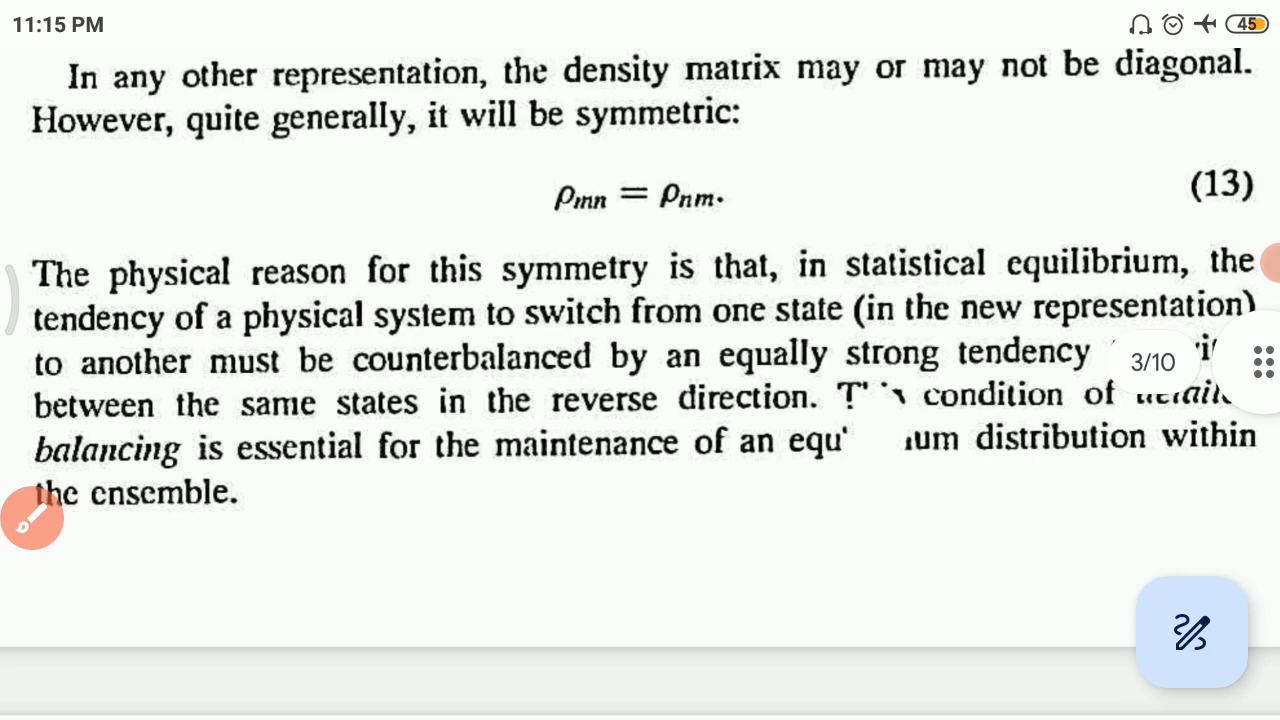 11:15 PM
45
In any other representation, the density matrix may or may not be diagonal.
However, quite generally, it will be symmetric:
ρmn = ρnm. (13)
The physical reason for this symmetry is that, in statistical equilibrium, the
tendency of a physical system to switch from one state (in the new representation)
to another must be counterbalanced by an equally strong tendency
3/10
between the same states in the reverse direction. condition of
balancing is essential for the maintenance of an distribution within
the ensemble.